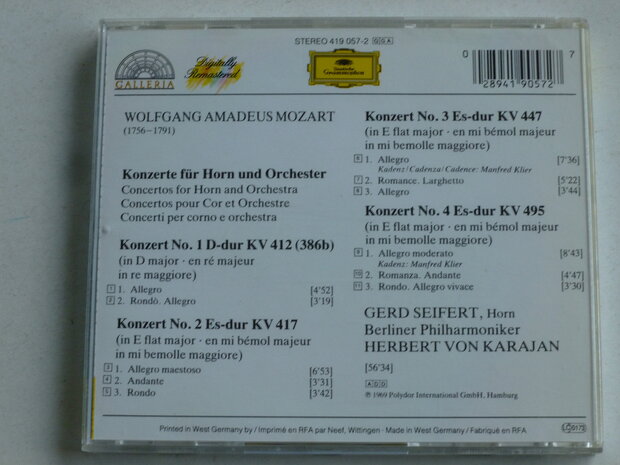 STEREO 419 057-2 GGA
GALLERIA
Digitally
Remastered
Deutsche
Grammophon
0
7
28941 90572
WOLFGANG AMADEUS MOZART
(1756–1791)
Konzerte für Horn und Orchester
Concertos for Horn and Orchestra
Concertos pour Cor et Orchestre
Concerti per corno e orchestra
Konzert No. 1 D-dur KV 412 (386b)
(in D major · en ré majeur
in re maggiore)
1 1. Allegro [4'52]
2 2. Rondò. Allegro [3'19]
Konzert No. 2 Es-dur KV 417
(in E flat major · en mi bémol majeur
in mi bemolle maggiore)
3 1. Allegro maestoso [6'53]
4 2. Andante [3'31]
5 3. Rondo [3'42]
Konzert No. 3 Es-dur KV 447
(in E flat major · en mi bémol majeur
in mi bemolle maggiore)
6 1. Allegro [7'36]
Kadenz/Cadenza/Cadence: Manfred Klier
7 2. Romance. Larghetto [5'22]
8 3. Allegro [3'44]
Konzert No. 4 Es-dur KV 495
(in E flat major · en mi bémol majeur
in mi bemolle maggiore)
9 1. Allegro moderato [8'43]
Kadenz: Manfred Klier
10 2. Romanza. Andante [4'47]
11 3. Rondo. Allegro vivace [3'30]
GERD SEIFERT, Horn
Berliner Philharmoniker
HERBERT VON KARAJAN
[56'34]
ADD
℗ 1969 Polydor International GmbH, Hamburg
Printed in West Germany by / Imprimé en RFA par Neef, Wittingen · Made in West Germany / Fabriqué en RFA
LC 0173